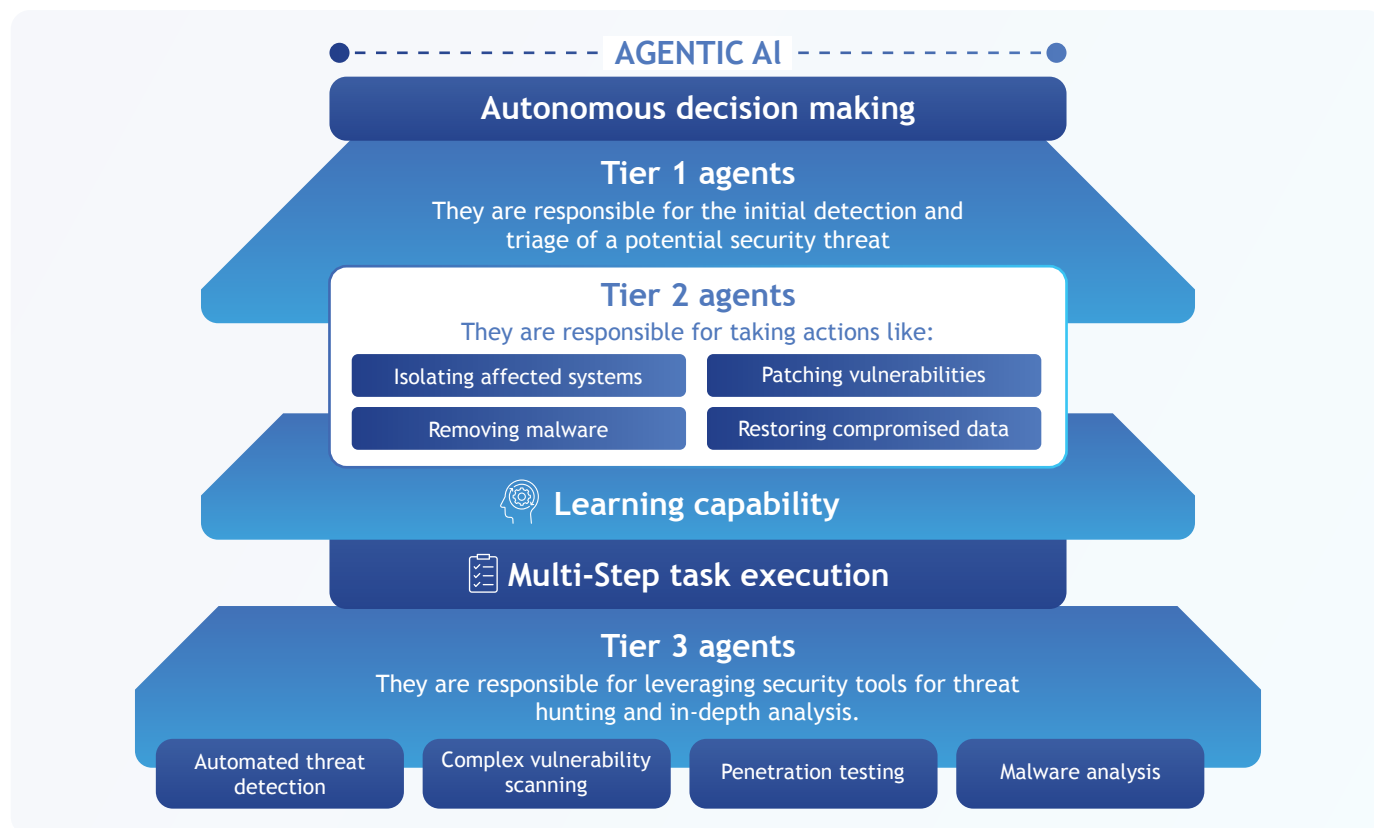 AGENTIC AI
Autonomous decision making
Tier 1 agents
They are responsible for the initial detection and
triage of a potential security threat
Tier 2 agents
They are responsible for taking actions like:
Isolating affected systems
Patching vulnerabilities
Removing malware
Restoring compromised data
Learning capability
Multi-Step task execution
Tier 3 agents
They are responsible for leveraging security tools for threat
hunting and in-depth analysis.
Automated threat
detection
Complex vulnerability
scanning
Penetration testing
Malware analysis